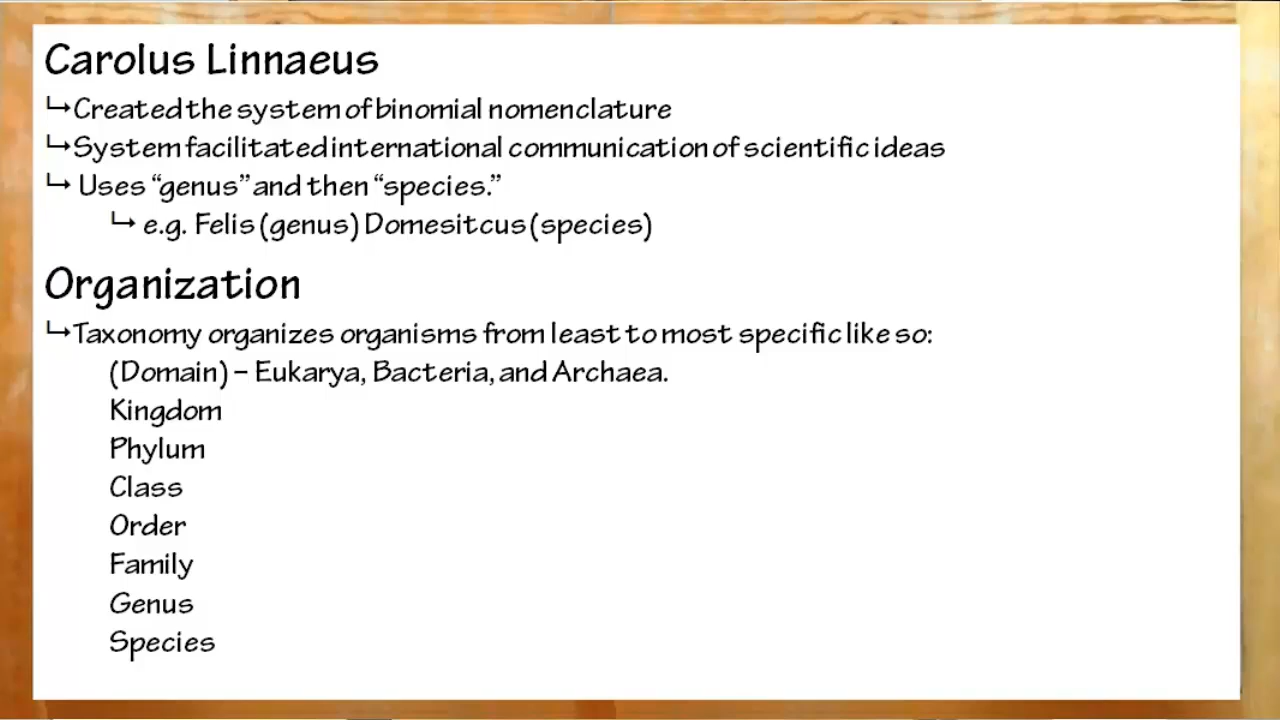 Carolus Linnaeus
↳Created the system of binomial nomenclature
↳System facilitated international communication of scientific ideas
↳ Uses “genus” and then “species.”
↳ e.g. Felis (genus) Domesitcus (species)
Organization
↳Taxonomy organizes organisms from least to most specific like so:
(Domain) – Eukarya, Bacteria, and Archaea.
Kingdom
Phylum
Class
Order
Family
Genus
Species